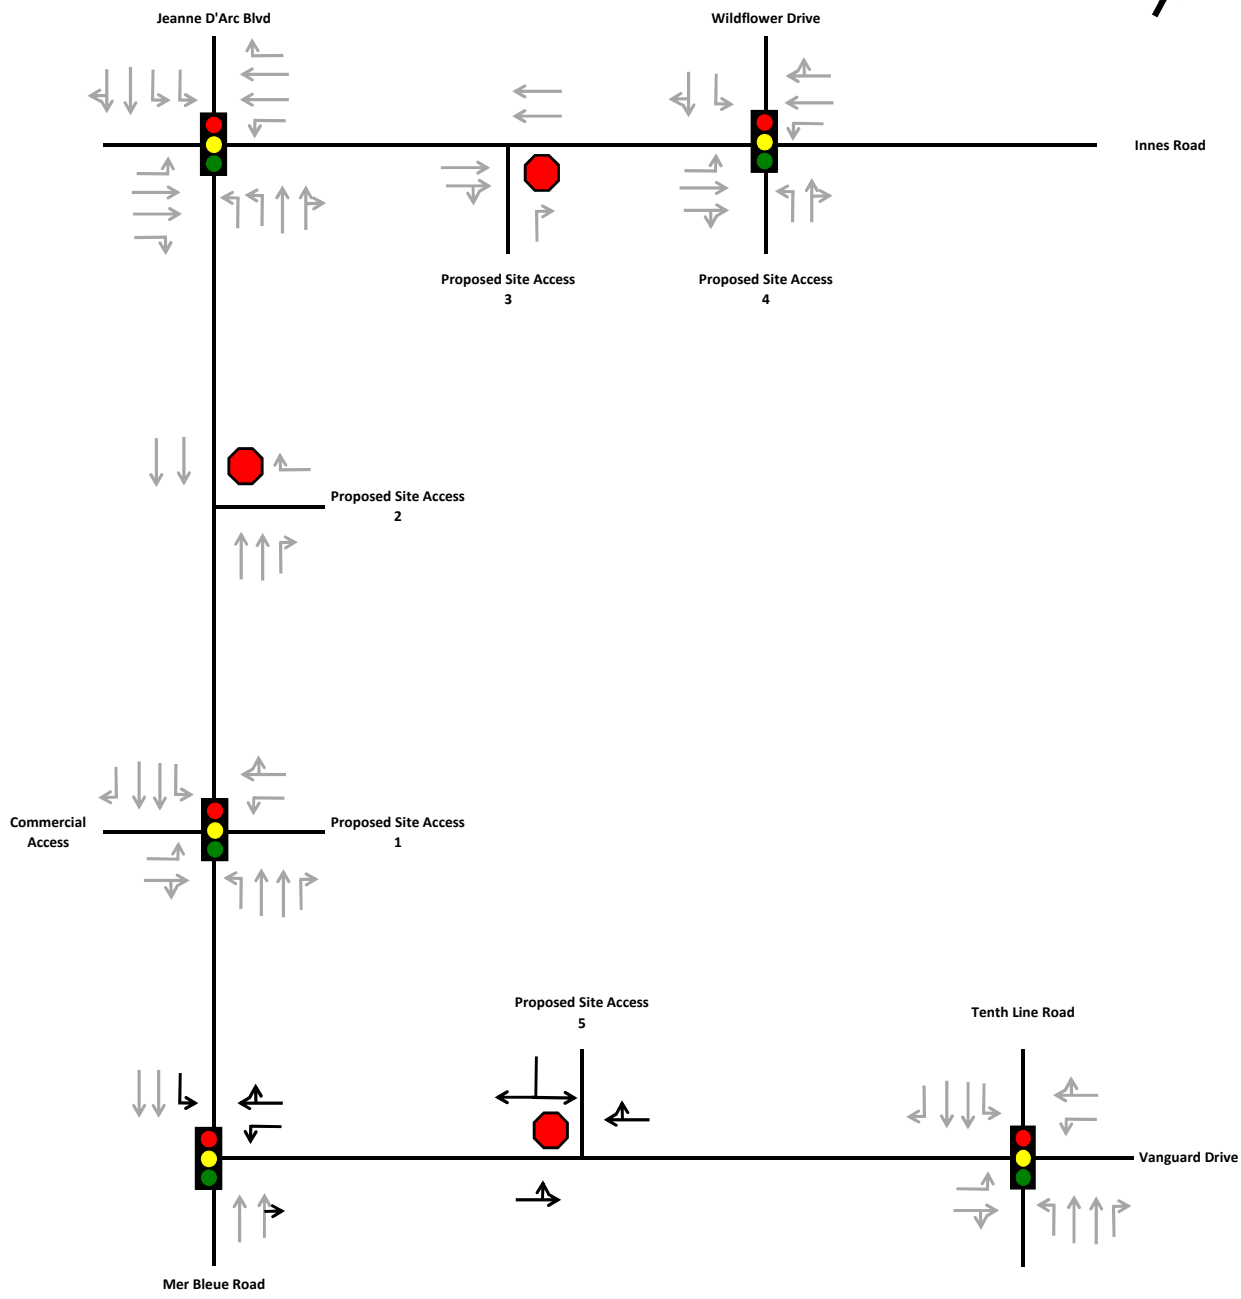 Jeanne D'Arc Blvd
Wildflower Drive
Innes Road
Proposed Site Access
3
Proposed Site Access
4
Proposed Site Access
2
Commercial
Access
Proposed Site Access
1
Proposed Site Access
5
Tenth Line Road
Vanguard Drive
Mer Bleue Road